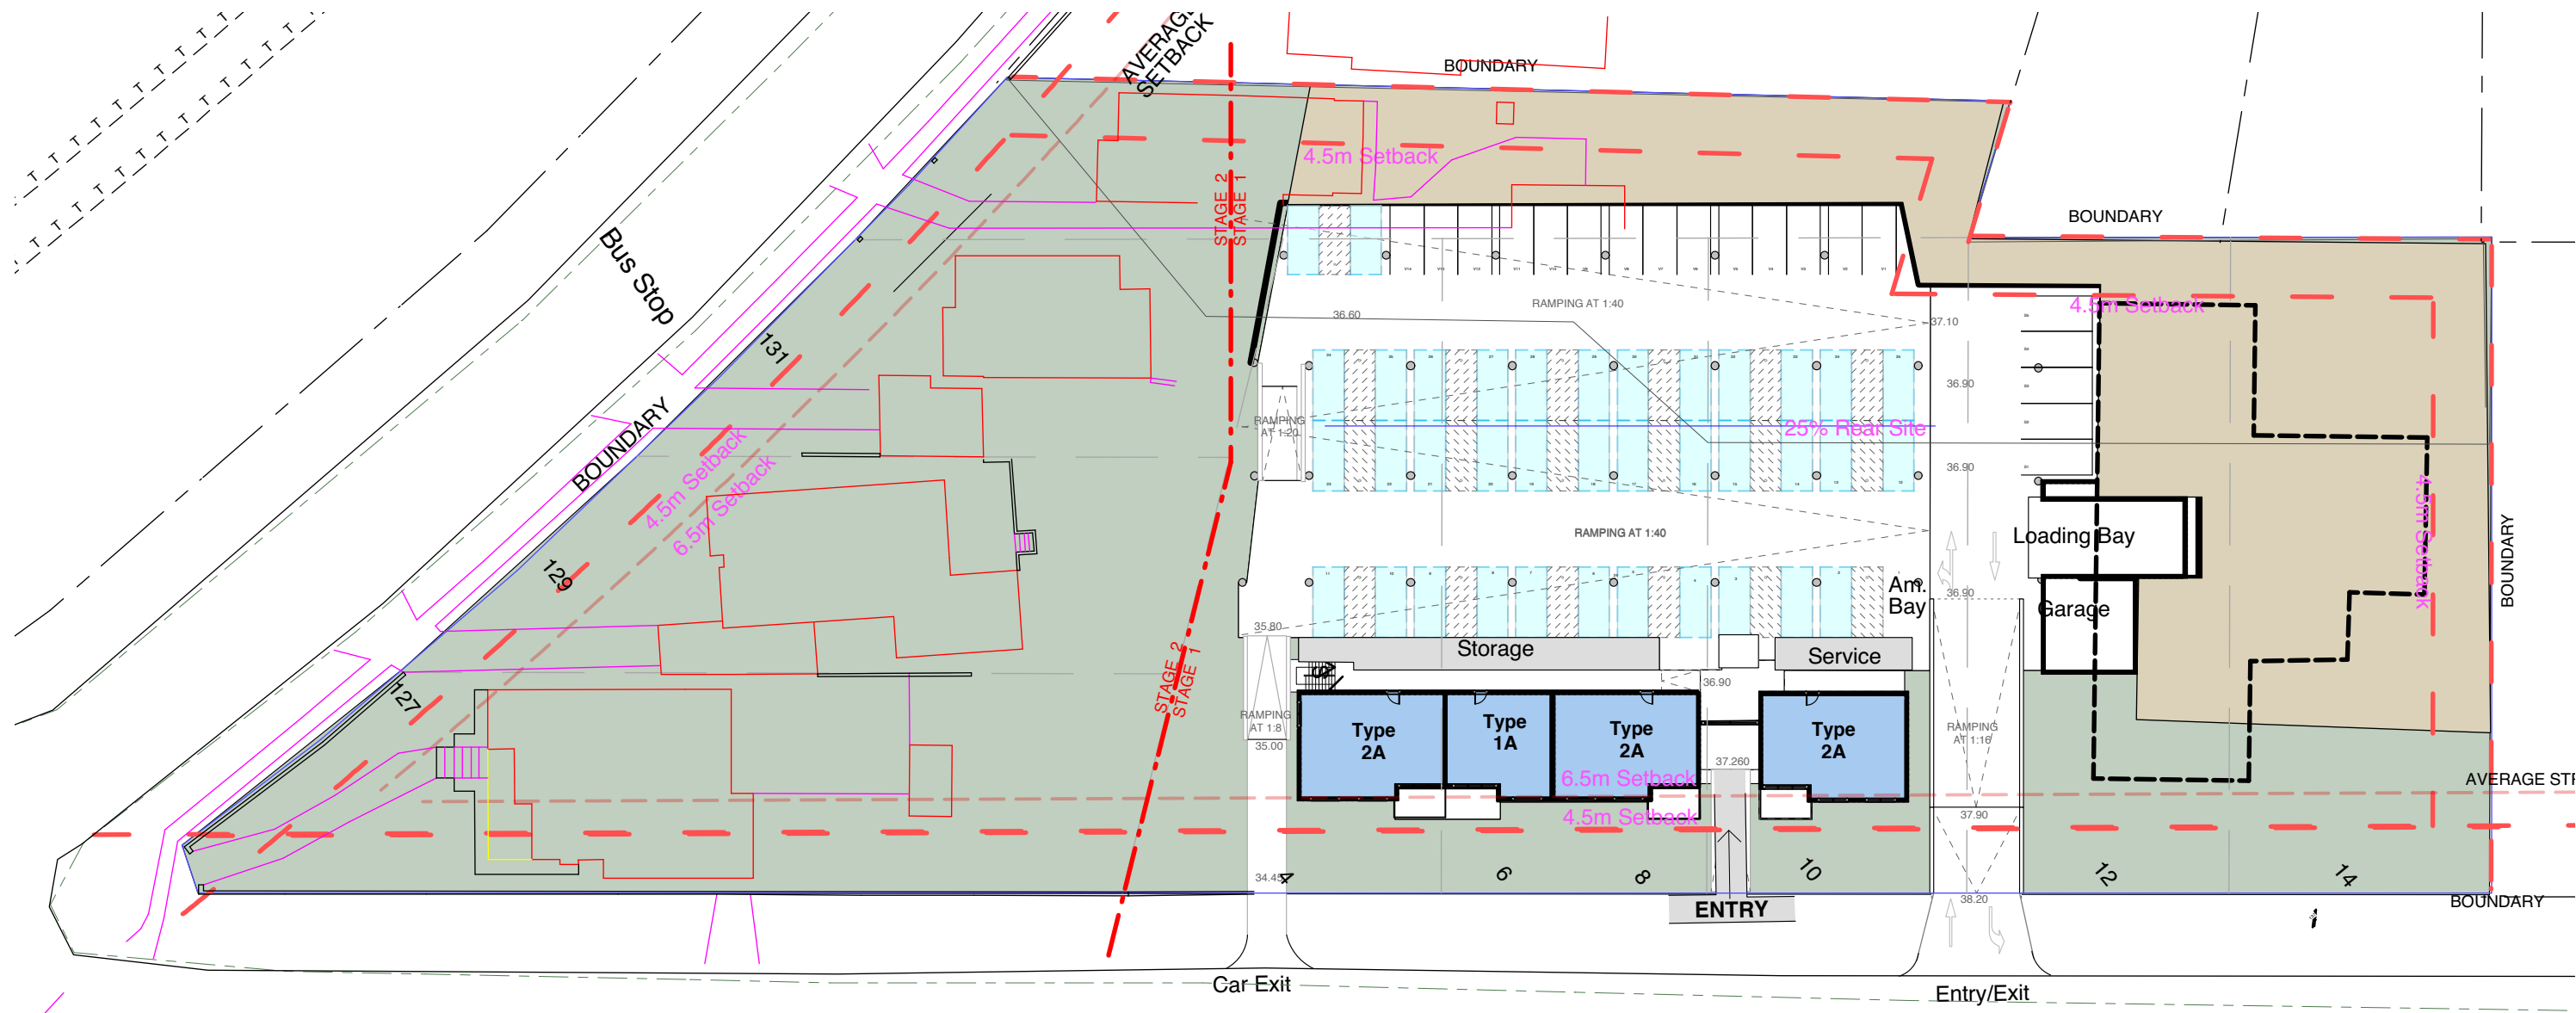 AVERAGE
SETBACK
BOUNDARY
4.5m Setback
STAGE 2
STAGE 1
BOUNDARY
Bus Stop
RAMPING AT 1:40
36.60
37.10
4.5m Setback
131
36.90
BOUNDARY
RAMPING
AT 1:20
25% Rear Site
4.5m Setback
6.5m Setback
36.90
4.5m Setback
RAMPING AT 1:40
Loading Bay
BOUNDARY
129
Am.
Bay
36.90
Garage
35.80
Storage
Service
STAGE 2
STAGE 1
36.90
127
RAMPING
AT 1:8
35.00
Type
2A
Type
1A
Type
2A
Type
2A
RAMPING
AT 1:16
37.260
6.5m Setback
4.5m Setback
AVERAGE STR
37.90
34.45
4
6
8
10
12
14
38.20
ENTRY
BOUNDARY
Car Exit
Entry/Exit